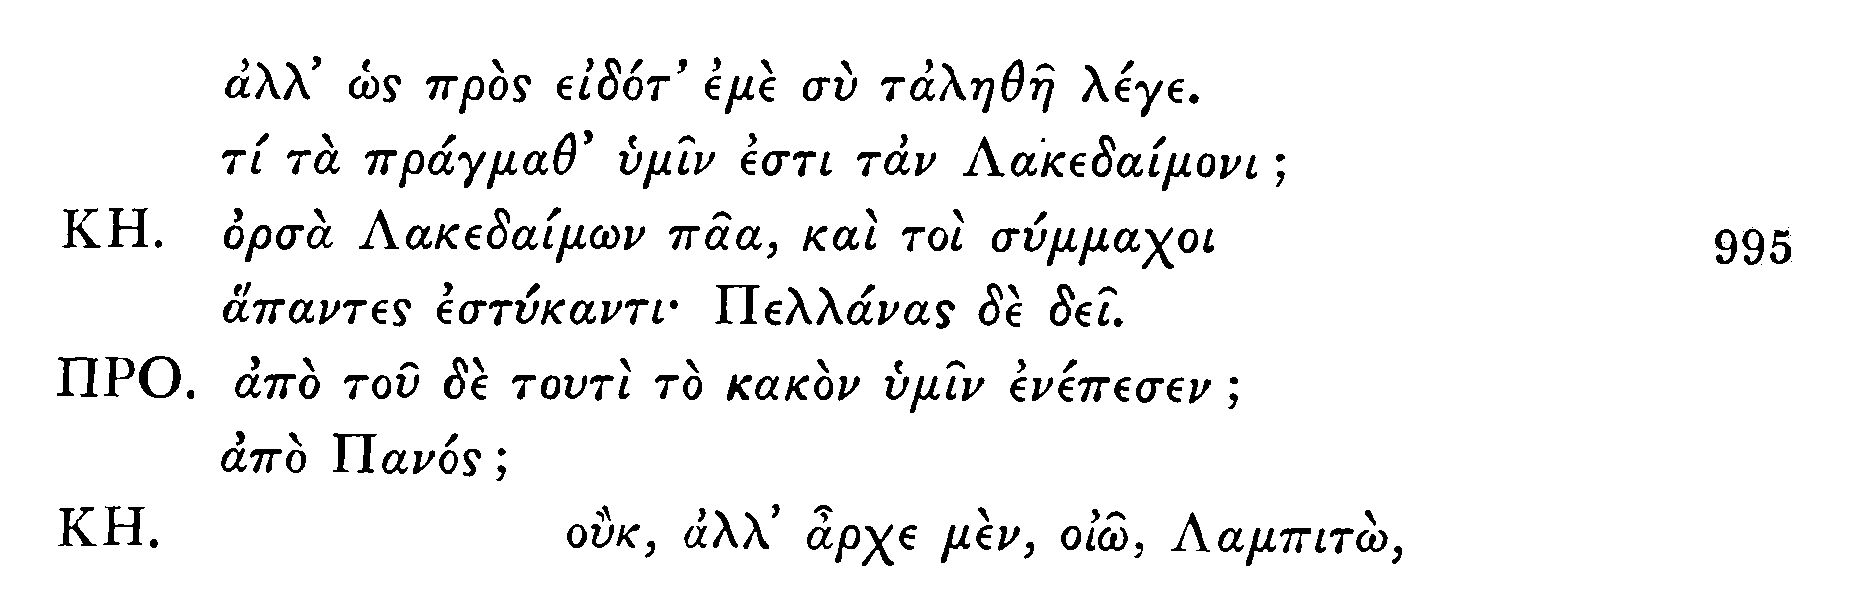 ἀλλ’ ὡς πρὸς εἰδότ’ ἐμὲ σὺ τἀληθῆ λέγε.
τί τὰ πράγμαθ’ ὑμῖν ἐστι τἀν Λακεδαίμονι ;
ΚΗ. ὀρσὰ Λακεδαίμων πᾶα, καὶ τοὶ σύμμαχοι 995
ἅπαντες ἐστύκαντι· Πελλάνας δὲ δεῖ.
ΠΡΟ. ἀπὸ τοῦ δὲ τουτὶ τὸ κακὸν ὑμῖν ἐνέπεσεν ;
ἀπὸ Πανός ;
ΚΗ. οὒκ, ἀλλ’ ἆρχε μὲν, οἰῶ, Λαμπιτὼ,